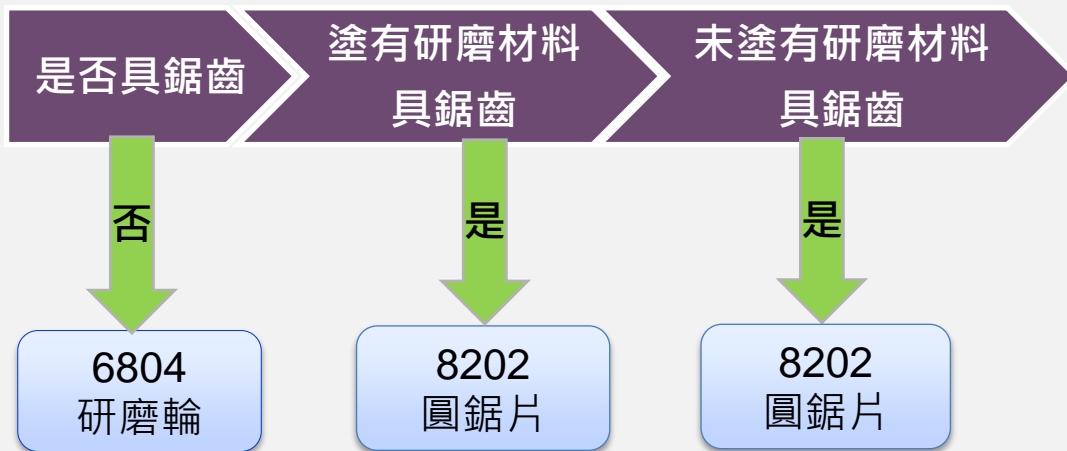 是否具鋸齒
塗有研磨材料
具鋸齒
未塗有研磨材料
具鋸齒
否
是
是
6804
研磨輪
8202
圓鋸片
8202
圓鋸片